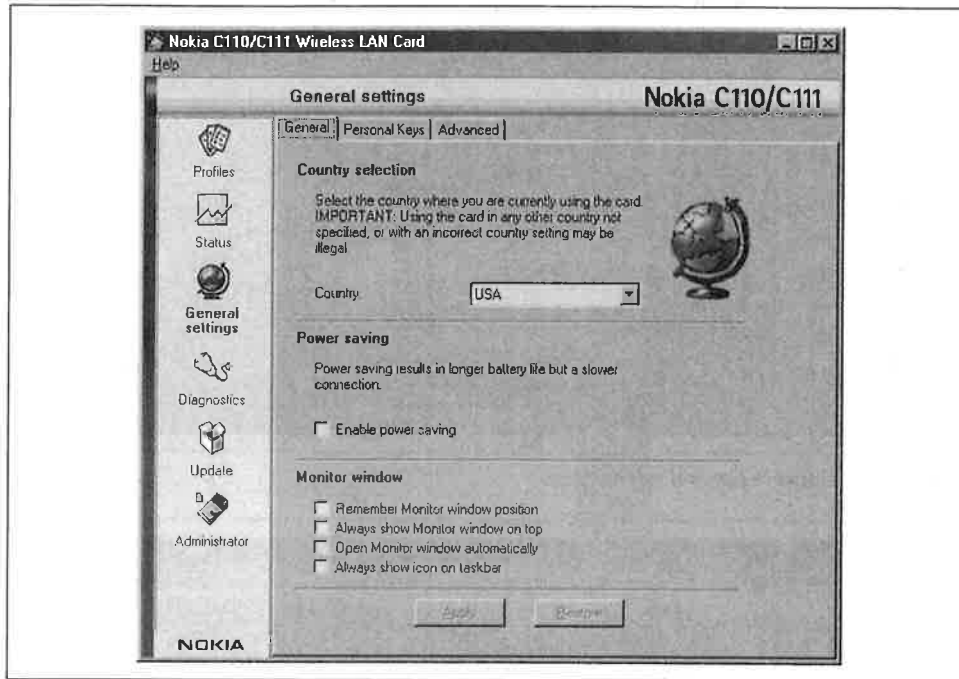 Nokia C110/C111 Wireless LAN Card
Help
General settings
Nokia C110/C111
General
Personal Keys
Advanced
Profiles
Status
General
settings
Diagnostics
Update
Administrator
NOKIA
Country selection
Select the country where you are currently using the card.
IMPORTANT: Using the card in any other country not
specified, or with an incorrect country setting may be
illegal.
Country
USA
Power saving
Power saving results in longer battery life but a slower
connection.
Enable power saving
Monitor window
Remember Monitor window position
Always show Monitor window on top
Open Monitor window automatically
Always show icon on taskbar
Apply
Restore